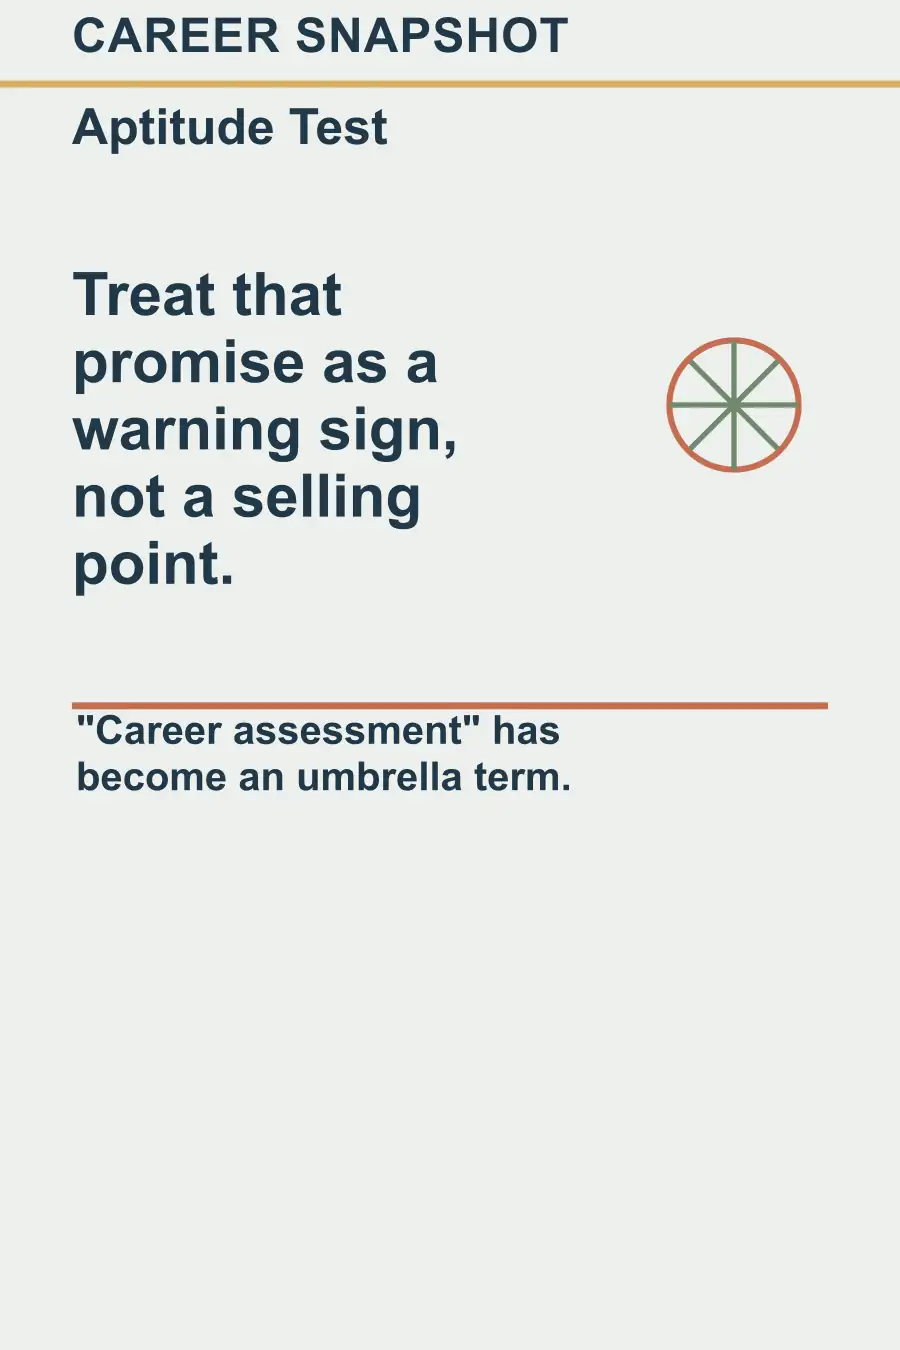 CAREER SNAPSHOT
Aptitude Test
Treat that
promise as a
warning sign,
not a selling
point.
"Career assessment" has
become an umbrella term.